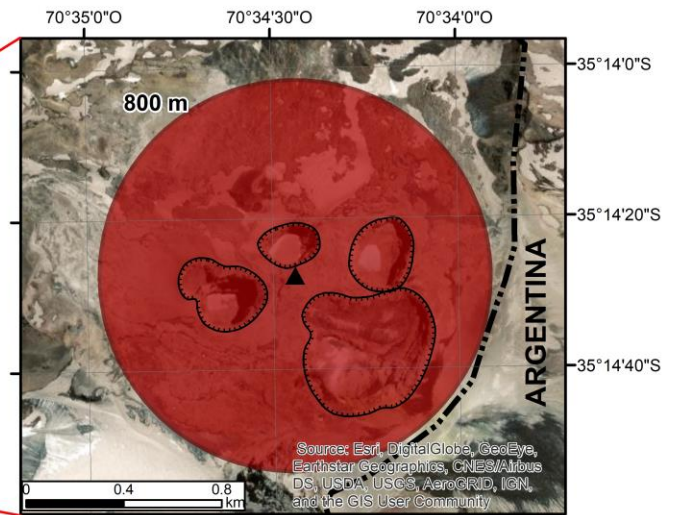 70°35'0"O 70°34'30"O 70°34'0"O
35°14'0"S
800 m
35°14'20"S
ARGENTINA
35°14'40"S
Source: Esri, DigitalGlobe, GeoEye,
Earthstar Geographics, CNES/Airbus
DS, USDA, USGS, AeroGRID, IGN,
and the GIS User Community
0 0.4 0.8
km